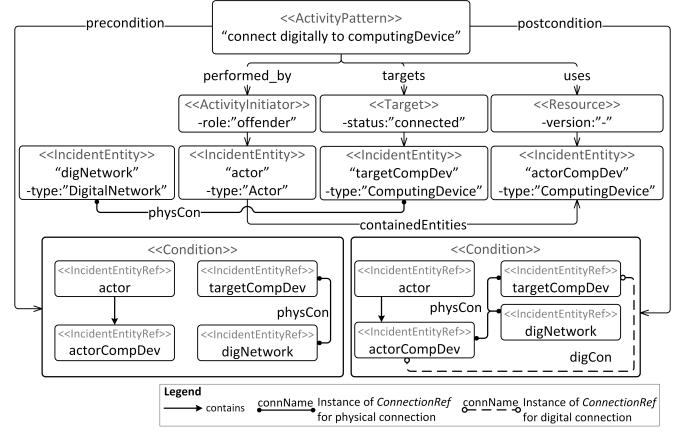 <<ActivityPattern>>
“connect digitally to computingDevice”
precondition
postcondition
performed_by
targets
uses
<<ActivityInitiator>>
-role:”offender”
<<Target>>
-status:”connected”
<<Resource>>
-version:”-”
<<IncidentEntity>>
“digNetwork”
-type:”DigitalNetwork”
<<IncidentEntity>>
“actor”
-type:”Actor”
<<IncidentEntity>>
“targetCompDev”
-type:”ComputingDevice”
<<IncidentEntity>>
“actorCompDev”
-type:”ComputingDevice”
physCon
containedEntities
<<Condition>>
<<IncidentEntityRef>>
actor
<<IncidentEntityRef>>
targetCompDev
physCon
<<IncidentEntityRef>>
actorCompDev
<<IncidentEntityRef>>
digNetwork
<<Condition>>
<<IncidentEntityRef>>
actor
<<IncidentEntityRef>>
targetCompDev
physCon
<<IncidentEntityRef>>
digNetwork
<<IncidentEntityRef>>
actorCompDev
digCon
Legend
contains
connName Instance of ConnectionRef
for physical connection
connName Instance of ConnectionRef
for digital connection